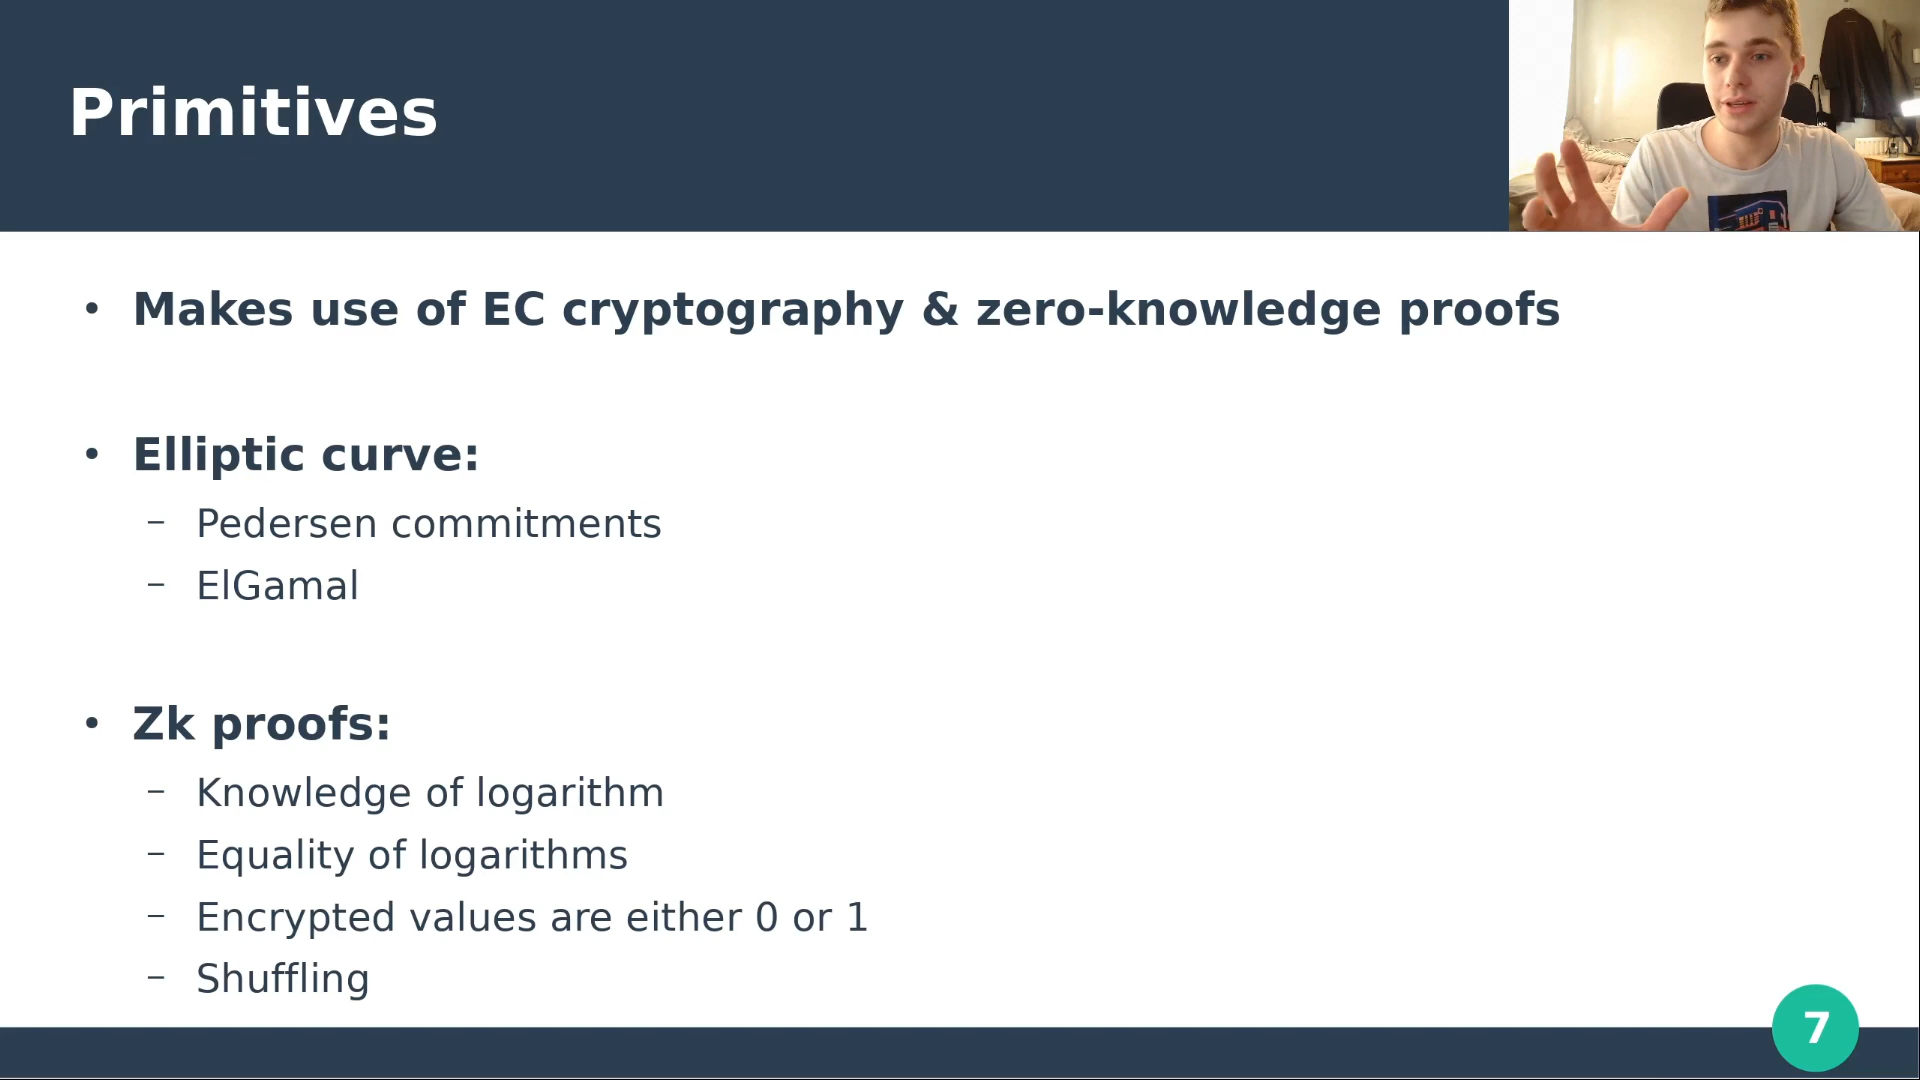 Primitives
• Makes use of EC cryptography & zero-knowledge proofs
• Elliptic curve:
– Pedersen commitments
– ElGamal
• Zk proofs:
– Knowledge of logarithm
– Equality of logarithms
– Encrypted values are either 0 or 1
– Shuffling
7